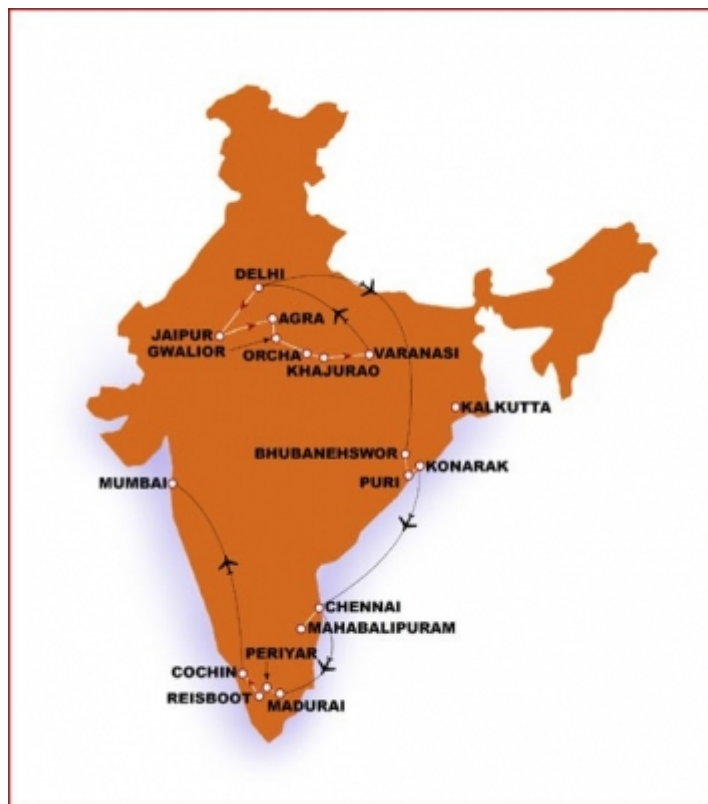 DELHI
AGRA
JAIPUR
GWALIOR
ORCHA
VARANASI
KHAJURAO
KALKUTTA
BHUBANEHSWOR
KONARAK
PURI
MUMBAI
CHENNAI
MAHABALIPURAM
PERIYAR
COCHIN
REISBOOT
MADURAI